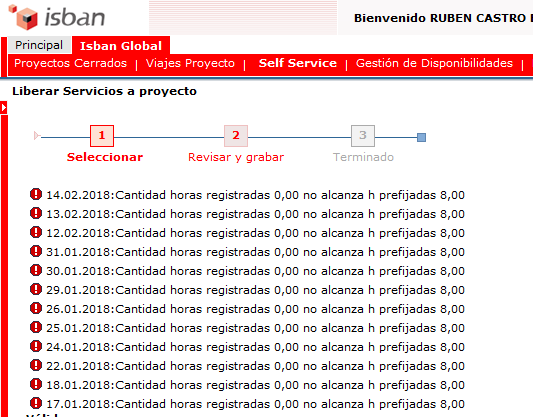 isban
Bienvenido RUBEN CASTRO
Principal Isban Global
Proyectos Cerrados | Viajes Proyecto | Self Service | Gestión de Disponibilidades |
Liberar Servicios a proyecto
1 2 3
Seleccionar Revisar y grabar Terminado
14.02.2018:Cantidad horas registradas 0,00 no alcanza h prefijadas 8,00
13.02.2018:Cantidad horas registradas 0,00 no alcanza h prefijadas 8,00
12.02.2018:Cantidad horas registradas 0,00 no alcanza h prefijadas 8,00
31.01.2018:Cantidad horas registradas 0,00 no alcanza h prefijadas 8,00
30.01.2018:Cantidad horas registradas 0,00 no alcanza h prefijadas 8,00
29.01.2018:Cantidad horas registradas 0,00 no alcanza h prefijadas 8,00
26.01.2018:Cantidad horas registradas 0,00 no alcanza h prefijadas 8,00
25.01.2018:Cantidad horas registradas 0,00 no alcanza h prefijadas 8,00
24.01.2018:Cantidad horas registradas 0,00 no alcanza h prefijadas 8,00
22.01.2018:Cantidad horas registradas 0,00 no alcanza h prefijadas 8,00
18.01.2018:Cantidad horas registradas 0,00 no alcanza h prefijadas 8,00
17.01.2018:Cantidad horas registradas 0,00 no alcanza h prefijadas 8,00